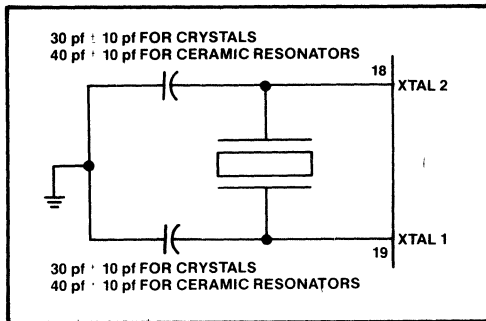 30 pf ± 10 pf FOR CRYSTALS
40 pf ± 10 pf FOR CERAMIC RESONATORS
18
XTAL 2
XTAL 1
19
30 pf ± 10 pf FOR CRYSTALS
40 pf ± 10 pf FOR CERAMIC RESONATORS